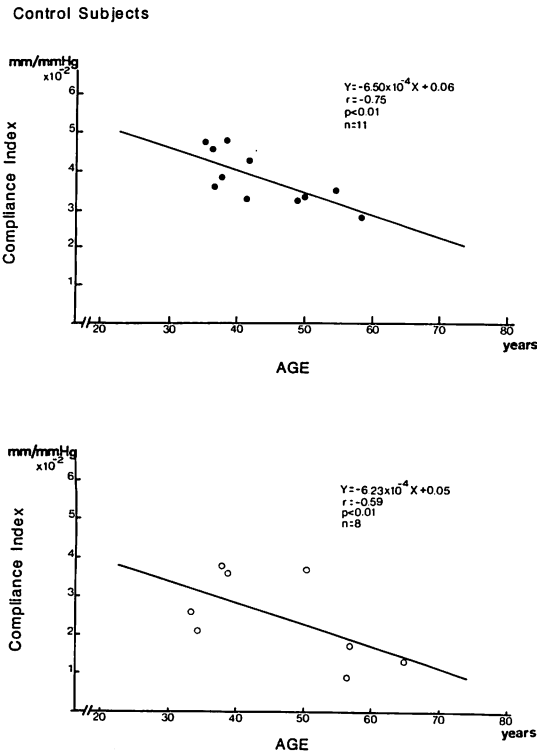 Control Subjects
mm/mmHg
x10-2
Y=-6.50x10-4X+0.06
r=-0.75
p<0.01
n=11
6
5
4
3
2
1
Compliance Index
20 30 40 50 60 70 80
years
AGE
mm/mmHg
x10-2
Y=-6 23x10-4X+0.05
r=-0.59
p<0.01
n=8
6
5
4
3
2
1
Compliance Index
20 30 40 50 60 70 80
years
AGE